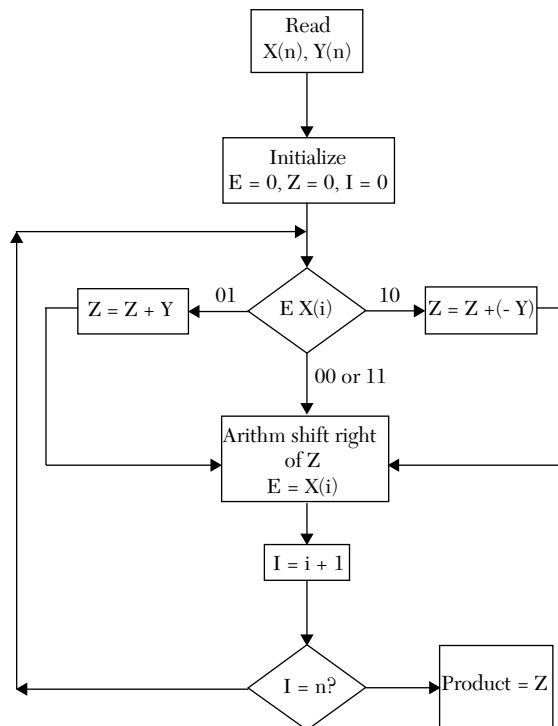 Read
X(n), Y(n)
Initialize
E = 0, Z = 0, I = 0
01
E X(i)
10
Z = Z + Y
Z = Z +(- Y)
00 or 11
Arithm shift right
of Z
E = X(i)
I = i + 1
I = n?
Product = Z